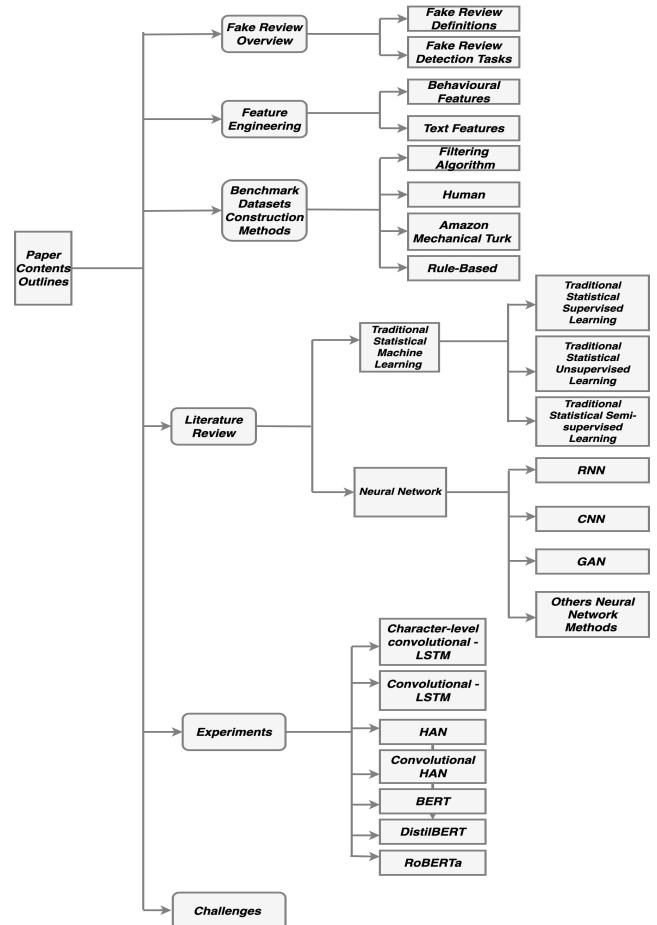 Paper
Contents
Outlines
Fake Review
Overview
Fake Review
Definitions
Fake Review
Detection Tasks
Feature
Engineering
Behavioural
Features
Text Features
Benchmark
Datasets
Construction
Methods
Filtering
Algorithm
Human
Amazon
Mechanical Turk
Rule-Based
Literature
Review
Traditional
Statistical
Machine
Learning
Traditional
Statistical
Supervised
Learning
Traditional
Statistical
Unsupervised
Learning
Traditional
Statistical Semi-
supervised
Learning
Neural Network
RNN
CNN
GAN
Others Neural
Network
Methods
Experiments
Character-level
convolutional -
LSTM
Convolutional -
LSTM
HAN
Convolutional
HAN
BERT
DistilBERT
RoBERTa
Challenges